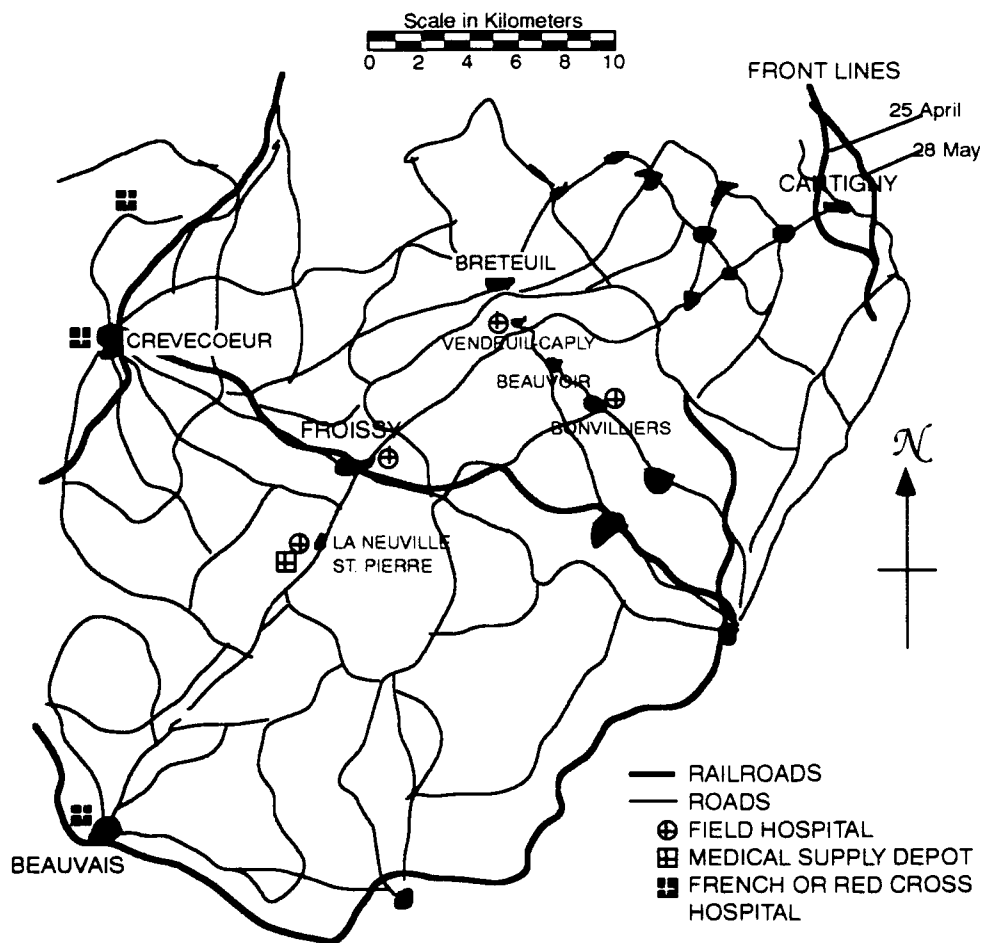 Scale in Kilometers
0 2 4 6 8 10
FRONT LINES
25 April
28 May
CANTIGNY
BRETEUIL
CREVECOEUR
VENDEUIL-CAPLY
BEAUVOIR
BONVILLIERS
FROISSY
N
LA NEUVILLE
ST. PIERRE
BEAUVAIS
RAILROADS
ROADS
FIELD HOSPITAL
MEDICAL SUPPLY DEPOT
FRENCH OR RED CROSS
HOSPITAL